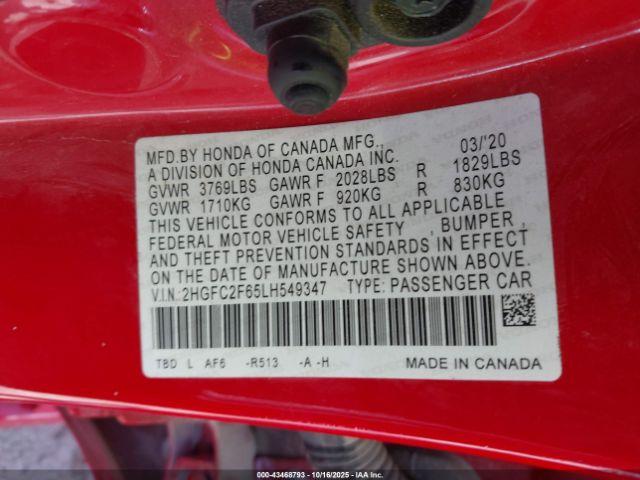 MFD.BY HONDA OF CANADA MFG., 03/'20
A DIVISION OF HONDA CANADA INC.
GVWR 3769LBS GAWR F 2028LBS R 1829LBS
GVWR 1710KG GAWR F 920KG R 830KG
THIS VEHICLE CONFORMS TO ALL APPLICABLE
FEDERAL MOTOR VEHICLE SAFETY , BUMPER ,
AND THEFT PREVENTION STANDARDS IN EFFECT
ON THE DATE OF MANUFACTURE SHOWN ABOVE.
V.I.N.:2HGFC2F65LH549347 TYPE: PASSENGER CAR
TBD L AF6 -R513 -A -H MADE IN CANADA
000-43468793 - 10/16/2025 - IAA Inc.